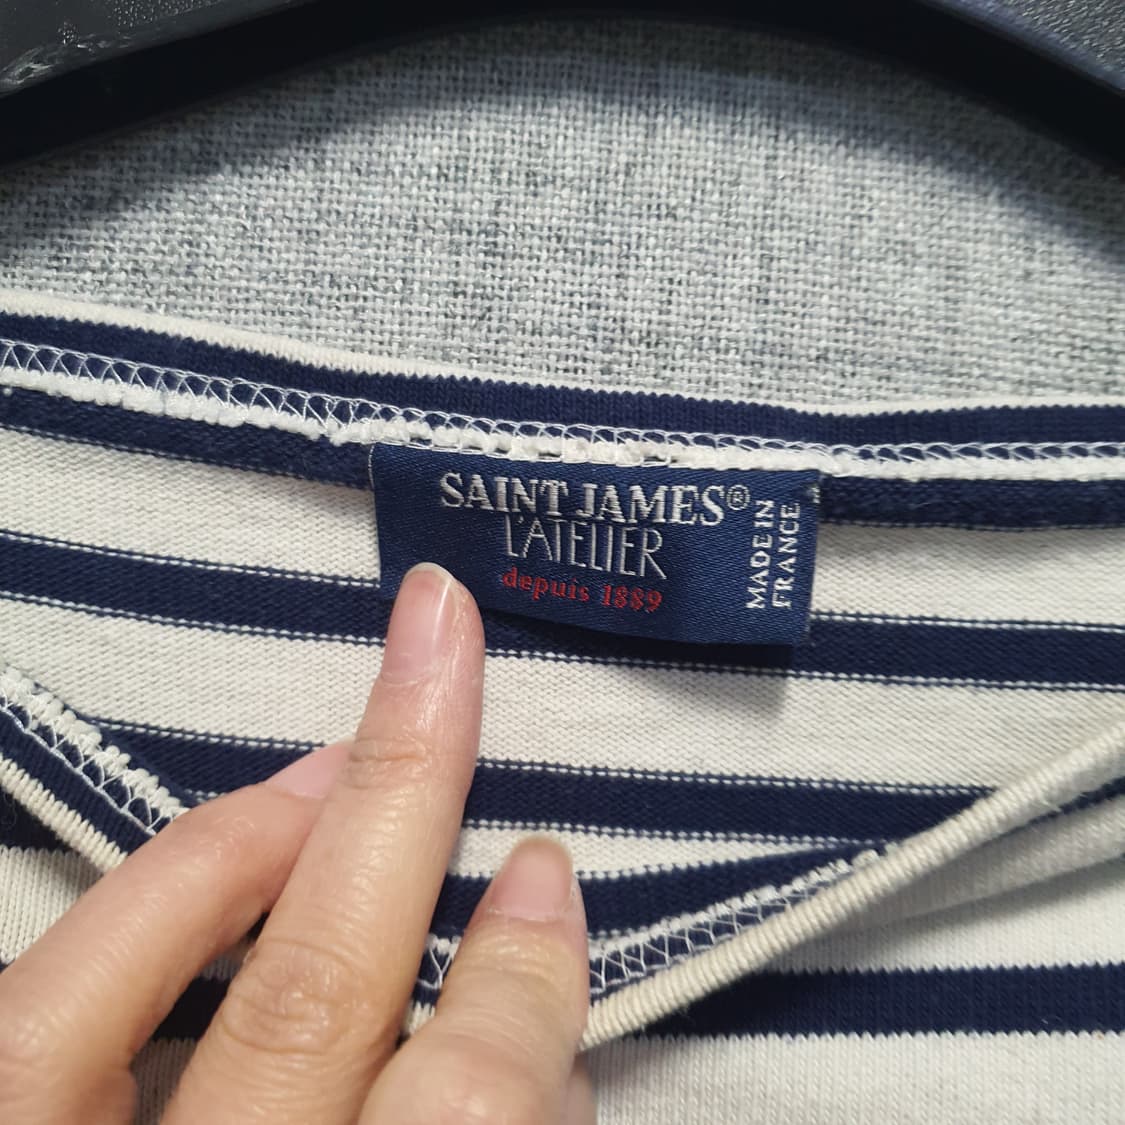 SAINT JAMES®
L'ATELIER
depuis 1889
MADE IN
FRANCE